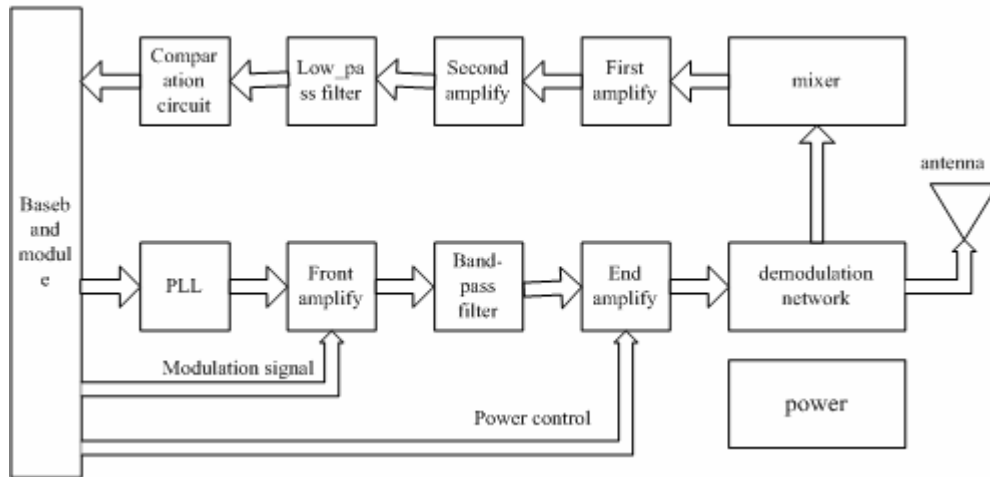 Compar
ation
circuit
Low_pa
ss filter
Second
amplify
First
amplify
mixer
antenna
Baseb
and
modul
e
PLL
Front
amplify
Band-
pass
filter
End
amplify
demodulation
network
Modulation signal
Power control
power